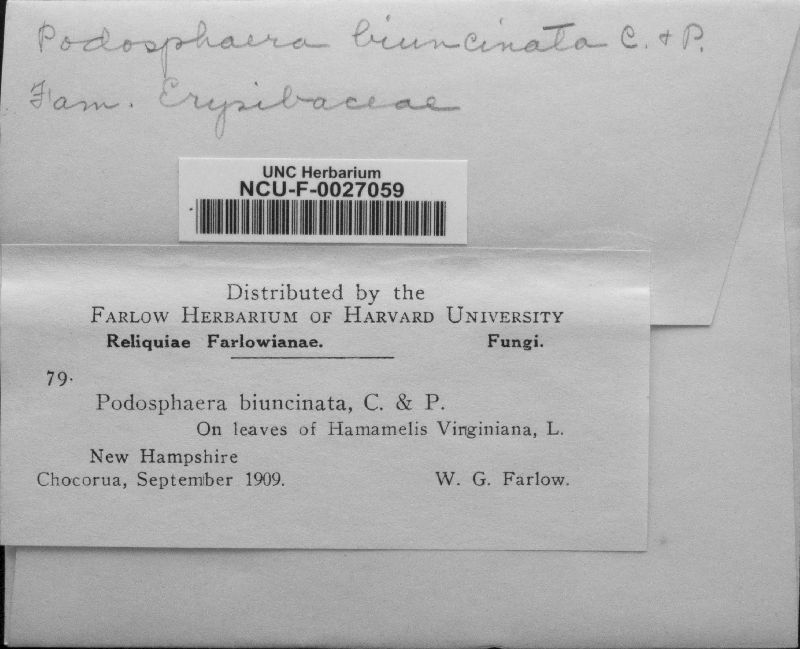 Podosphaera biuncinata C. + P.
Fam. Erysibaceae
UNC Herbarium
NCU-F-0027059
Distributed by the
FARLOW HERBARIUM OF HARVARD UNIVERSITY
Reliquiae Farlowianae. Fungi.
79.
Podosphaera biuncinata, C. & P.
On leaves of Hamamelis Virginiana, L.
New Hampshire
Chocorua, September 1909. W. G. Farlow.